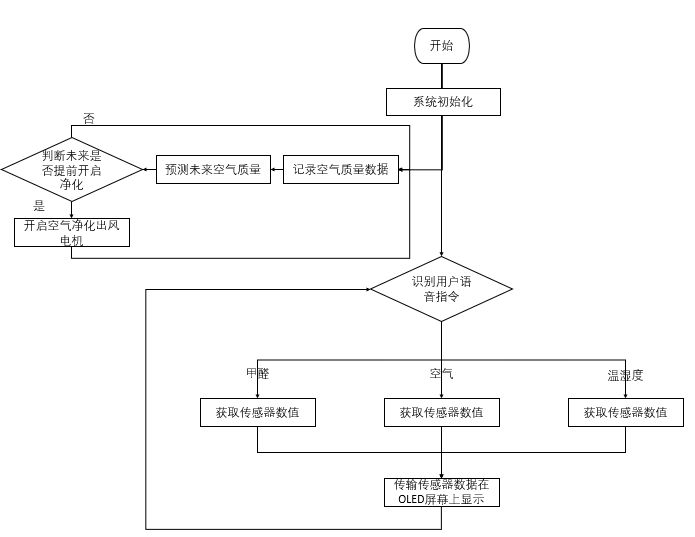 开始
系统初始化
否
判断未来是
否提前开启
净化
预测未来空气质量
记录空气质量数据
是
开启空气净化出风
电机
识别用户语
音指令
甲醛
空气
温湿度
获取传感器数值
获取传感器数值
获取传感器数值
传输传感器数据在
OLED屏幕上显示